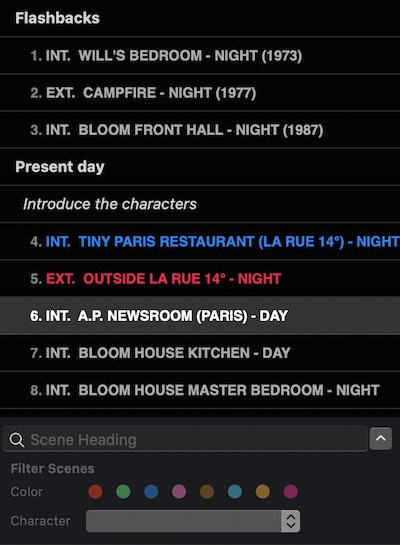 Flashbacks
1. INT. WILL'S BEDROOM - NIGHT (1973)
2. EXT. CAMPFIRE - NIGHT (1977)
3. INT. BLOOM FRONT HALL - NIGHT (1987)
Present day
Introduce the characters
4. INT. TINY PARIS RESTAURANT (LA RUE 14°) - NIGHT
5. EXT. OUTSIDE LA RUE 14° - NIGHT
6. INT. A.P. NEWSROOM (PARIS) - DAY
7. INT. BLOOM HOUSE KITCHEN - DAY
8. INT. BLOOM HOUSE MASTER BEDROOM - NIGHT
Scene Heading
Filter Scenes
Color
Character